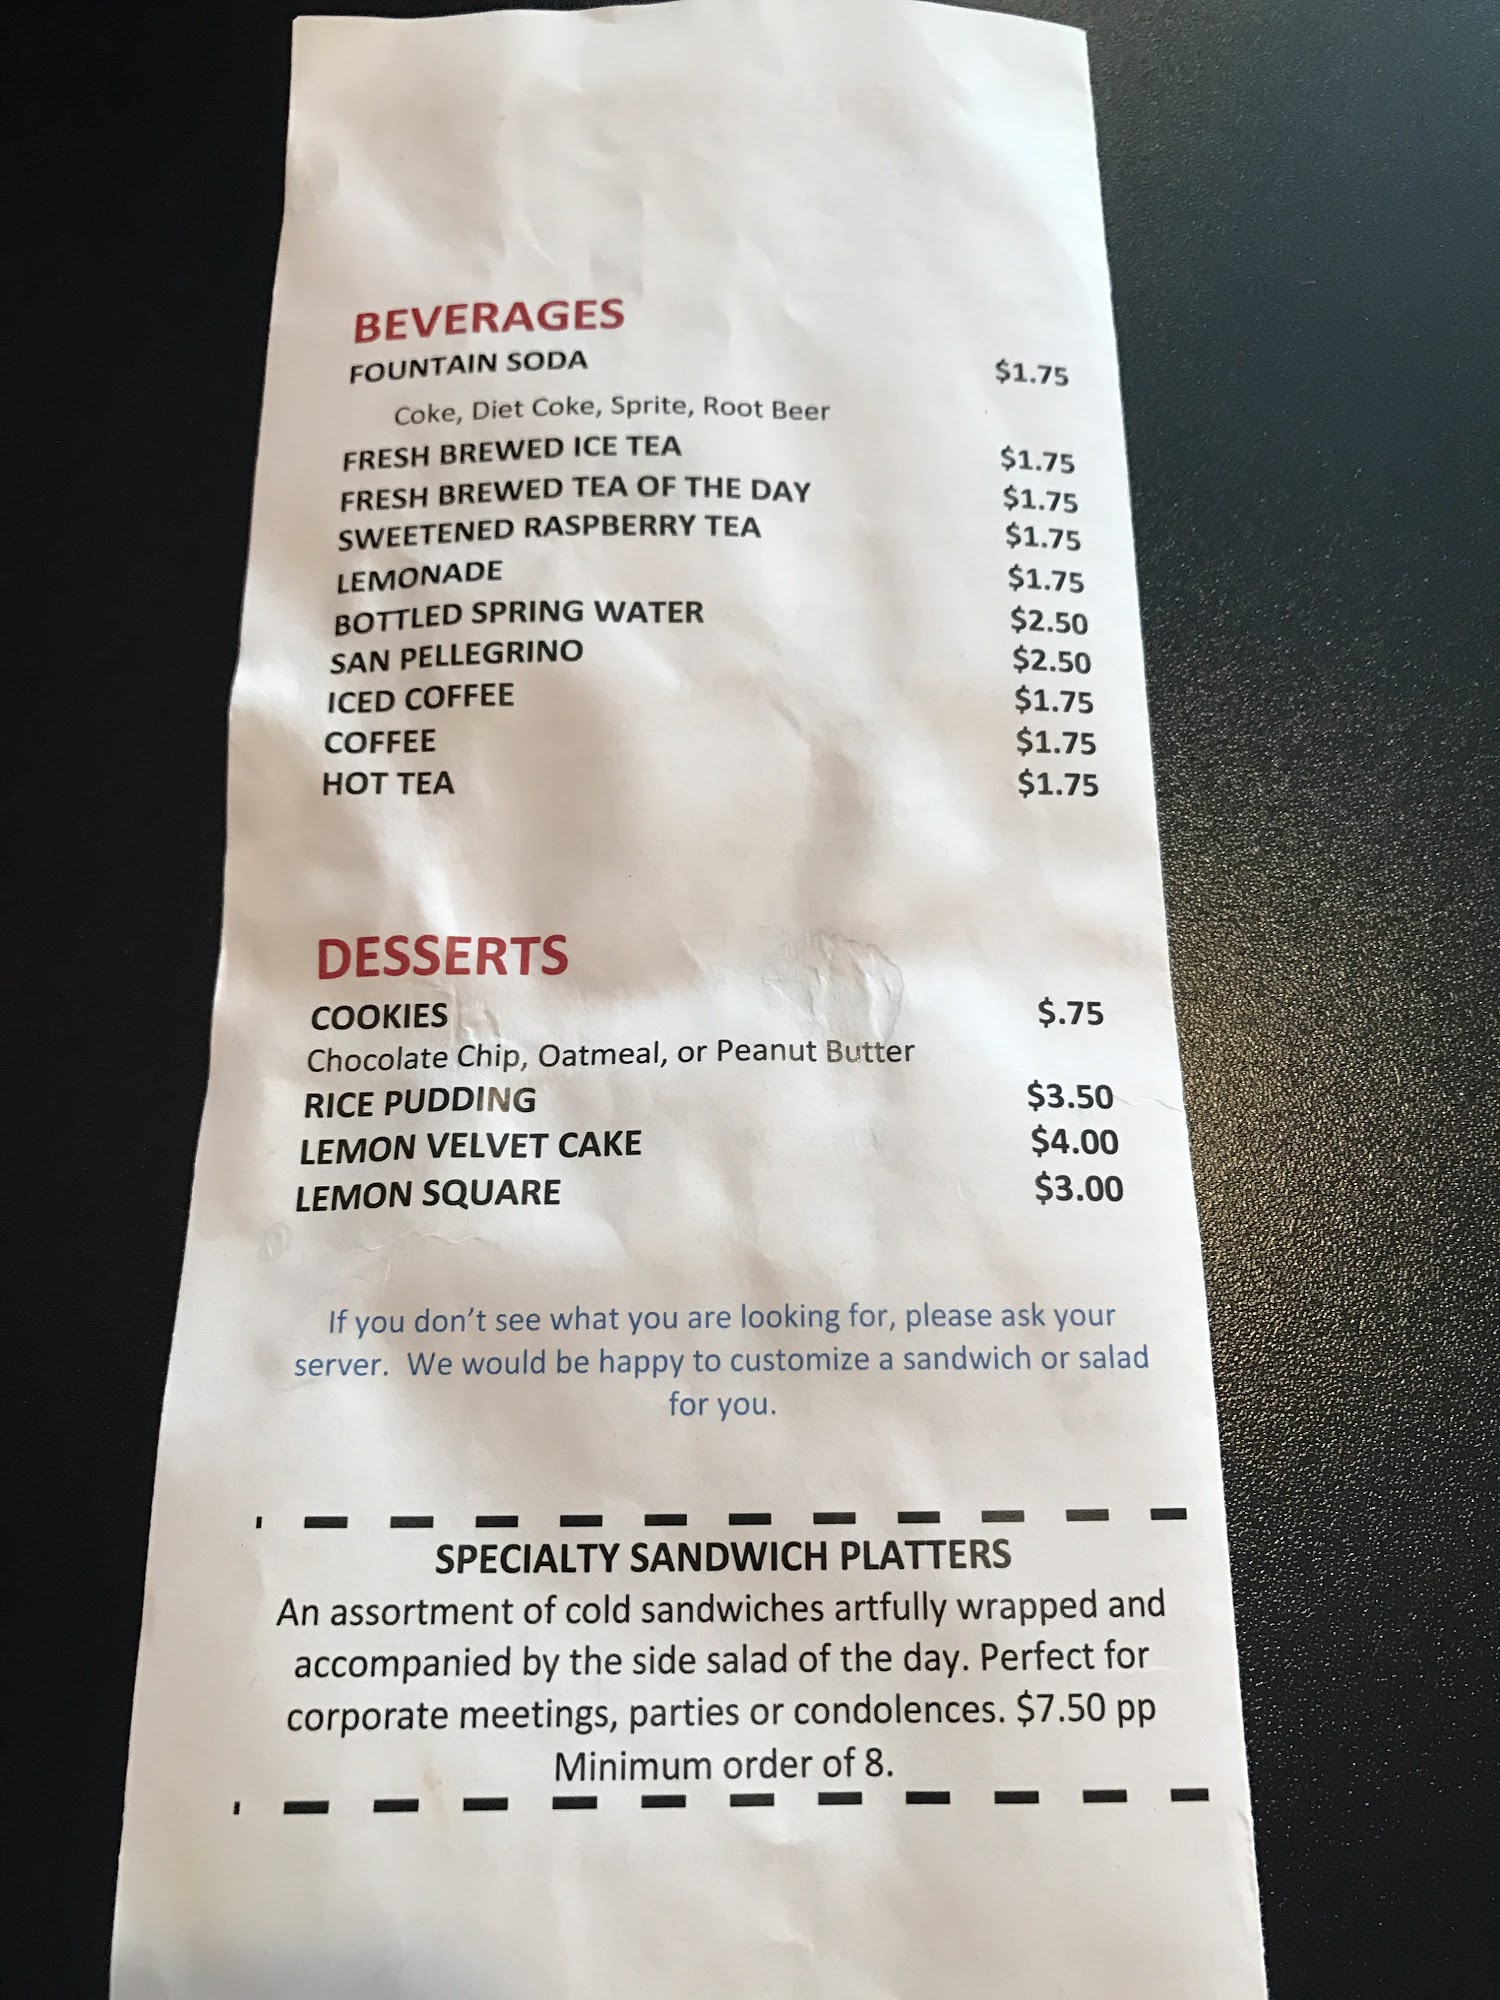 BEVERAGES
FOUNTAIN SODA $1.75
Coke, Diet Coke, Sprite, Root Beer
FRESH BREWED ICE TEA $1.75
FRESH BREWED TEA OF THE DAY $1.75
SWEETENED RASPBERRY TEA $1.75
LEMONADE $1.75
BOTTLED SPRING WATER $2.50
SAN PELLEGRINO $2.50
ICED COFFEE $1.75
COFFEE $1.75
HOT TEA $1.75
DESSERTS
COOKIES $.75
Chocolate Chip, Oatmeal, or Peanut Butter
RICE PUDDING $3.50
LEMON VELVET CAKE $4.00
LEMON SQUARE $3.00
If you don't see what you are looking for, please ask your
server. We would be happy to customize a sandwich or salad
for you.
SPECIALTY SANDWICH PLATTERS
An assortment of cold sandwiches artfully wrapped and
accompanied by the side salad of the day. Perfect for
corporate meetings, parties or condolences. $7.50 pp
Minimum order of 8.